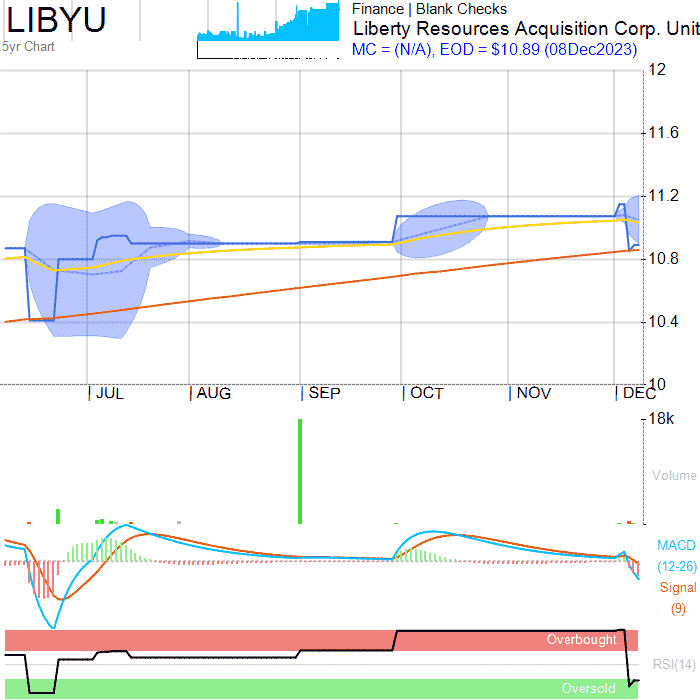 LIBYU
5yr Chart
Finance | Blank Checks
Liberty Resources Acquisition Corp. Unit
MC = (N/A), EOD = $10.89 (08Dec2023)
12
11.6
11.2
10.8
10.4
10
JUL AUG SEP OCT NOV DEC
18k
Volume
MACD
(12-26)
Signal
(9)
Overbought
RSI(14)
Oversold